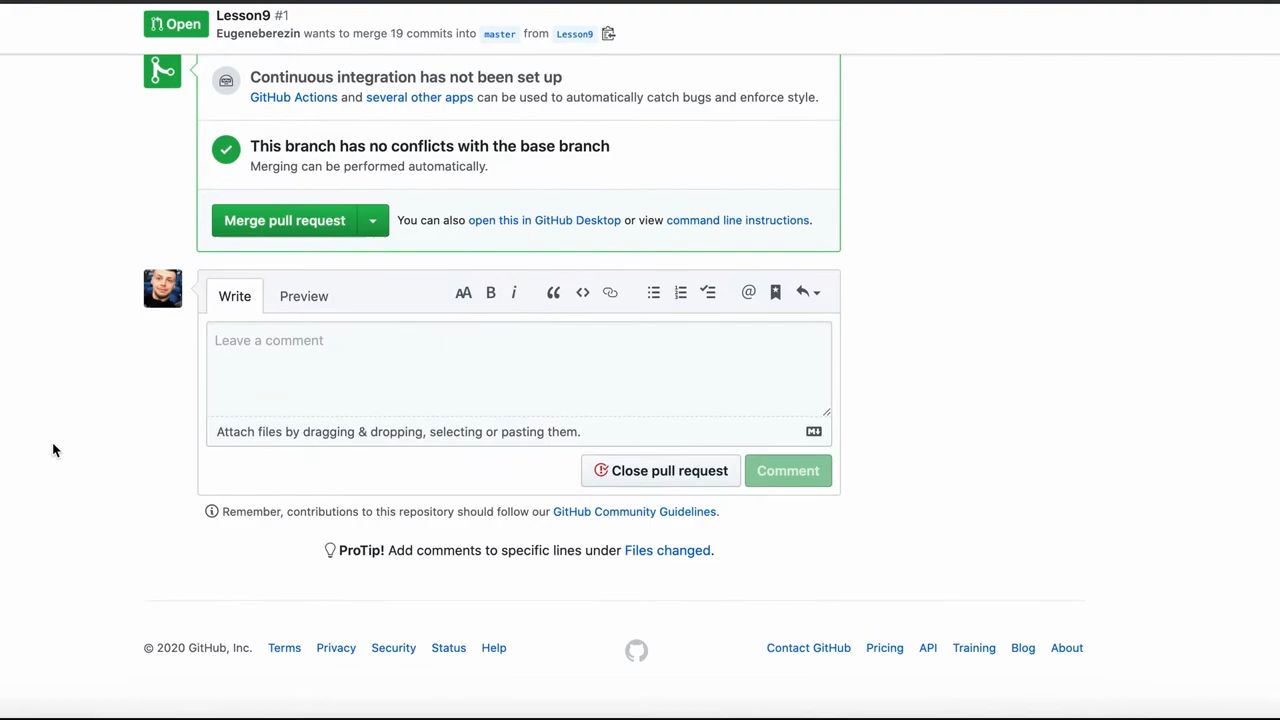 Open
Lesson9 #1
Eugeneberezin wants to merge 19 commits into master from Lesson9
Continuous integration has not been set up
GitHub Actions and several other apps can be used to automatically catch bugs and enforce style.
This branch has no conflicts with the base branch
Merging can be performed automatically.
Merge pull request
You can also open this in GitHub Desktop or view command line instructions.
Write
Preview
AA B i
@
Leave a comment
Attach files by dragging & dropping, selecting or pasting them.
Close pull request
Comment
Remember, contributions to this repository should follow our GitHub Community Guidelines.
ProTip! Add comments to specific lines under Files changed.
© 2020 GitHub, Inc. Terms Privacy Security Status Help
Contact GitHub Pricing API Training Blog About